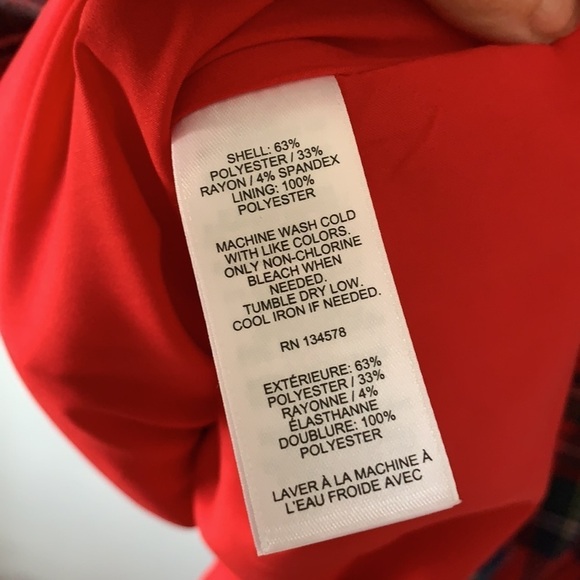 SHELL: 63%
POLYESTER / 33%
RAYON / 4% SPANDEX
LINING: 100%
POLYESTER
MACHINE WASH COLD
WITH LIKE COLORS.
ONLY NON-CHLORINE
BLEACH WHEN
NEEDED.
TUMBLE DRY LOW.
COOL IRON IF NEEDED.
RN 134578
EXTÉRIEURE: 63%
POLYESTER / 33%
RAYONNE / 4%
ÉLASTHANNE
DOUBLURE: 100%
POLYESTER
LAVER À LA MACHINE À
L'EAU FROIDE AVEC